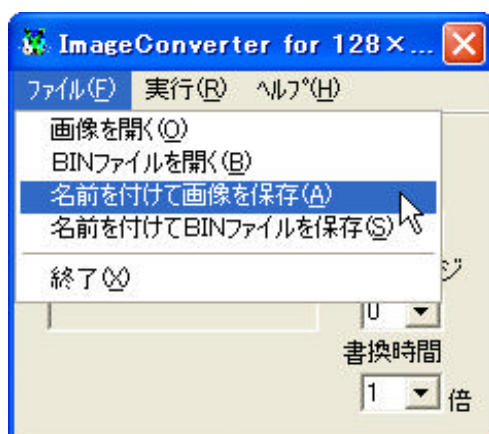 ImageConverter for 128×...
ﾌｧｲﾙ(F) 実行(R) ﾍﾙﾌﾟ(H)
画像を開く(O)
BINファイルを開く(B)
名前を付けて画像を保存(A)
名前を付けてBINファイルを保存(S)
終了(X)
ジ
0
書換時間
1 倍